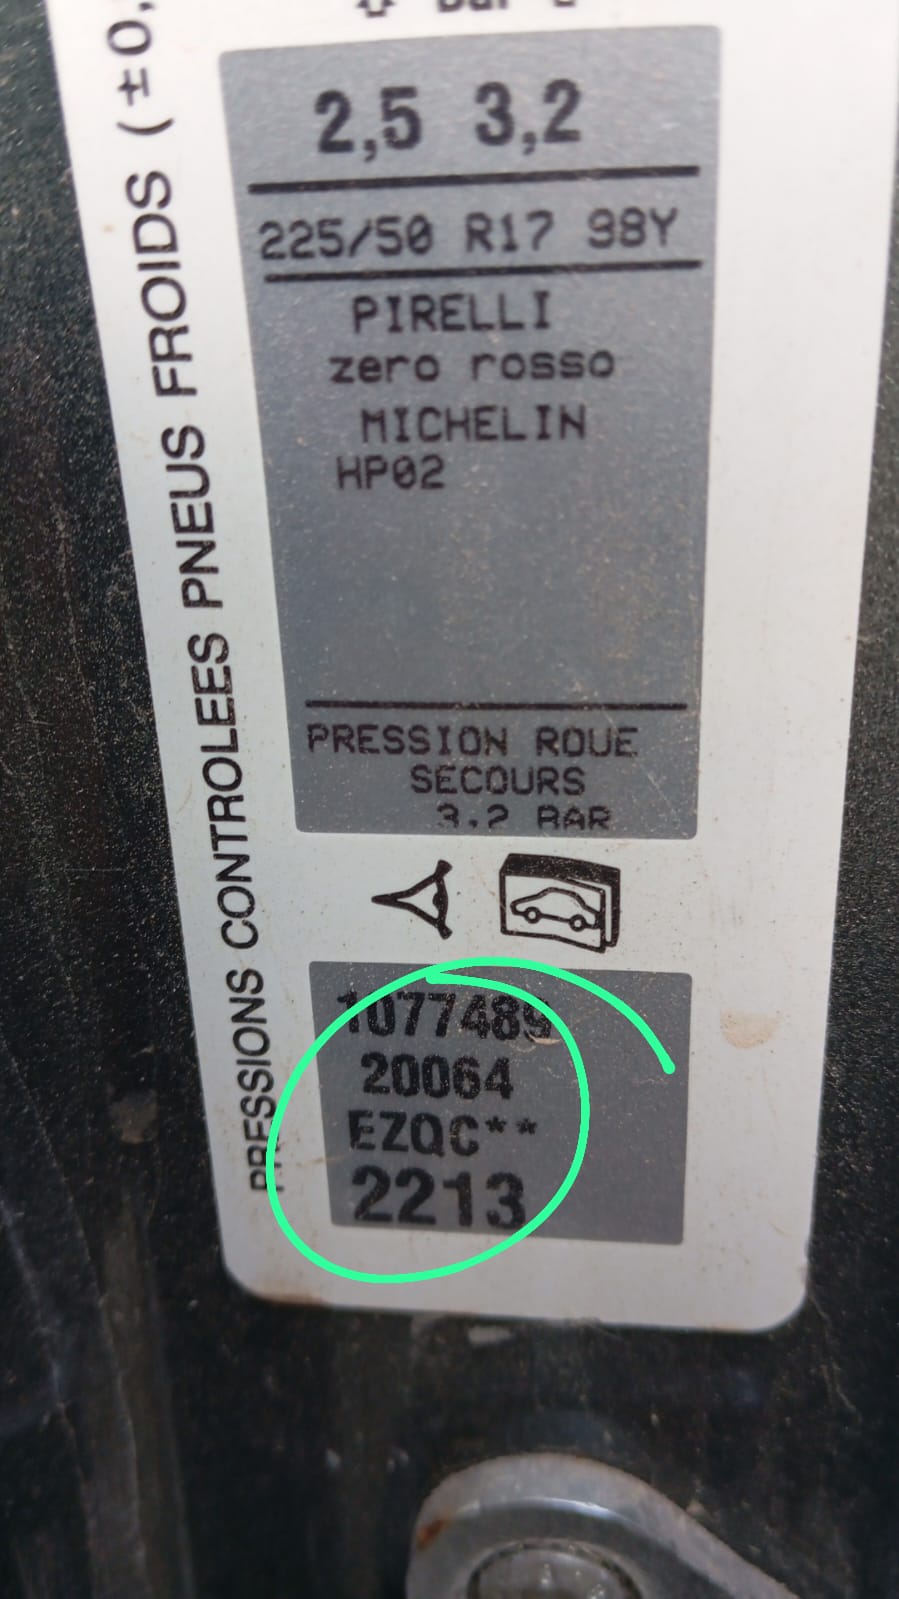 2,5 3,2
225/50 R17 98Y
PIRELLI
zero rosso
MICHELIN
HP02
PRESSION ROUE
SECOURS
3.2 BAR
PRESSIONS CONTROLEES PNEUS FROIDS (±0,
1077489
20064
EZQC**
2213